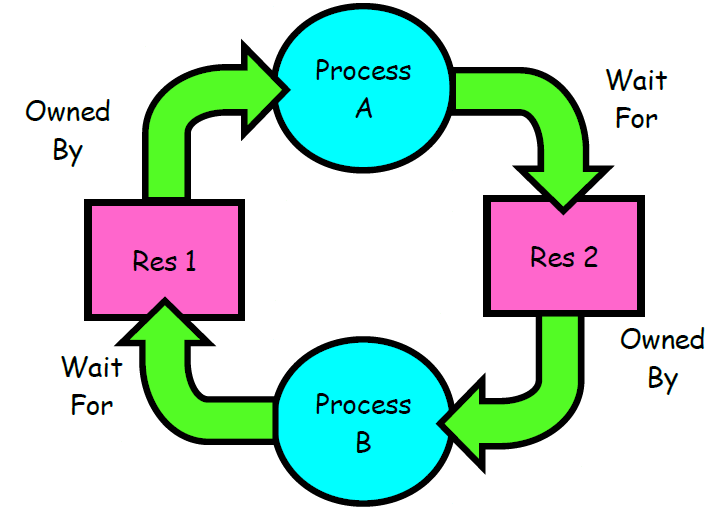 Process
A
Wait
For
Owned
By
Res 1
Res 2
Owned
By
Wait
For
Process
B